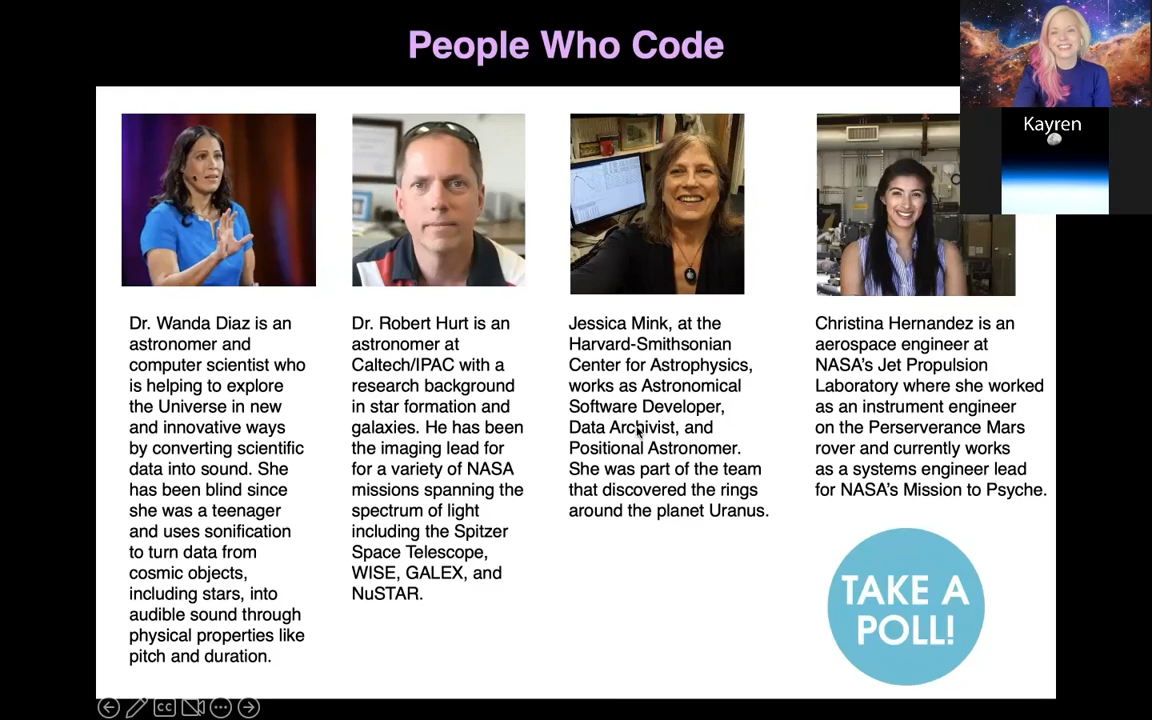 People Who Code
Kayren
Dr. Wanda Diaz is an
astronomer and
computer scientist who
is helping to explore
the Universe in new
and innovative ways
by converting scientific
data into sound. She
has been blind since
she was a teenager
and uses sonification
to turn data from
cosmic objects,
including stars, into
audible sound through
physical properties like
pitch and duration.
Dr. Robert Hurt is an
astronomer at
Caltech/IPAC with a
research background
in star formation and
galaxies. He has been
the imaging lead for
for a variety of NASA
missions spanning the
spectrum of light
including the Spitzer
Space Telescope,
WISE, GALEX, and
NuSTAR.
Jessica Mink, at the
Harvard-Smithsonian
Center for Astrophysics,
works as Astronomical
Software Developer,
Data Archivist, and
Positional Astronomer.
She was part of the team
that discovered the rings
around the planet Uranus.
Christina Hernandez is an
aerospace engineer at
NASA's Jet Propulsion
Laboratory where she worked
as an instrument engineer
on the Perserverance Mars
rover and currently works
as a systems engineer lead
for NASA's Mission to Psyche.
TAKE A
POLL!
CC